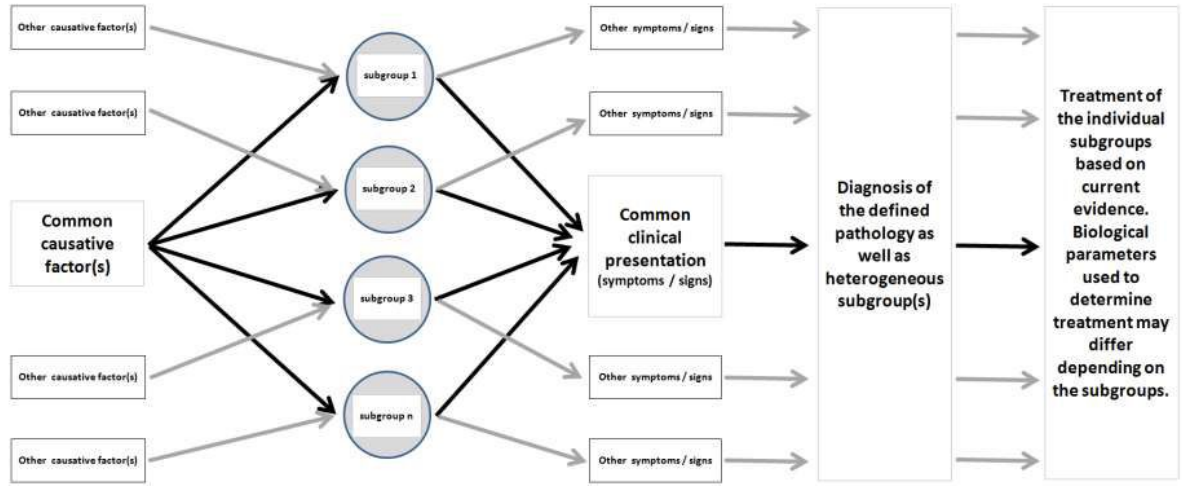 Other causative factor(s)
Other causative factor(s)
Common
causative
factor(s)
Other causative factor(s)
Other causative factor(s)
subgroup 1
subgroup 2
subgroup 3
subgroup n
Other symptoms / signs
Other symptoms / signs
Common
clinical
presentation
(symptoms / signs)
Other symptoms / signs
Other symptoms / signs
Diagnosis of
the defined
pathology as
well as
heterogeneous
subgroup(s)
Treatment of
the individual
subgroups
based on
current
evidence.
Biological
parameters
used to
determine
treatment may
differ
depending on
the subgroups.